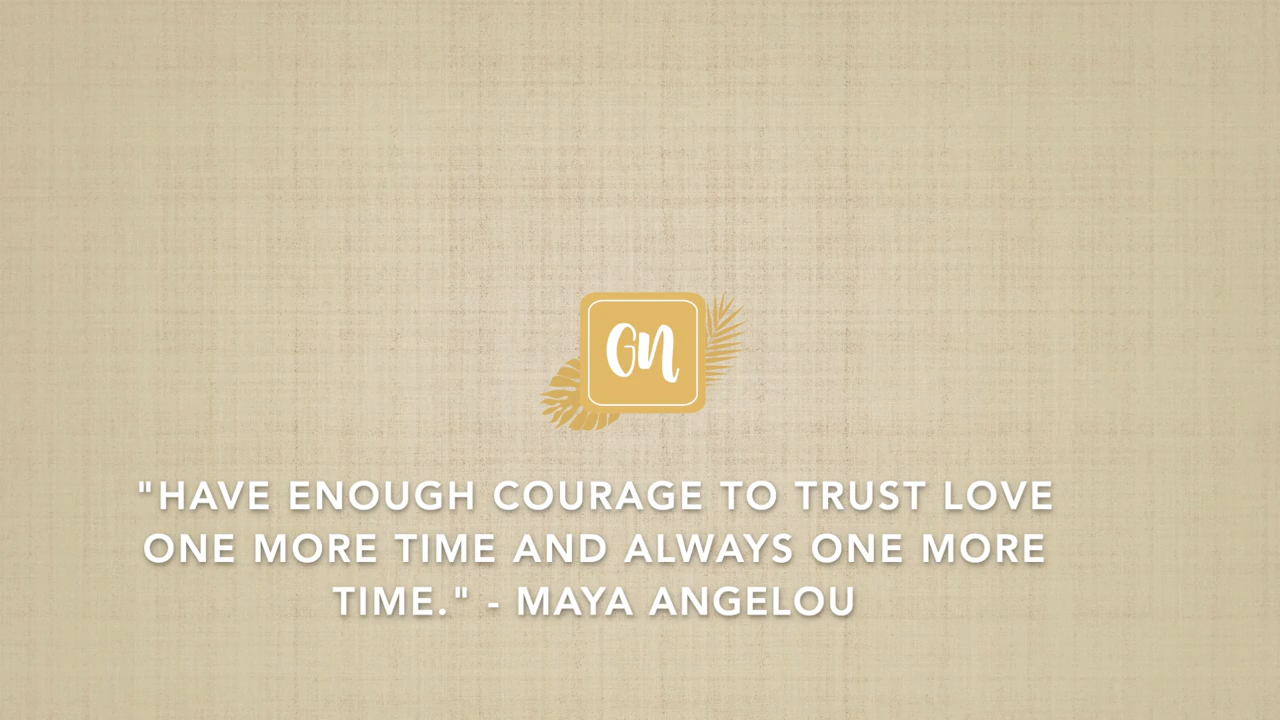 GN
"HAVE ENOUGH COURAGE TO TRUST LOVE
ONE MORE TIME AND ALWAYS ONE MORE
TIME." - MAYA ANGELOU